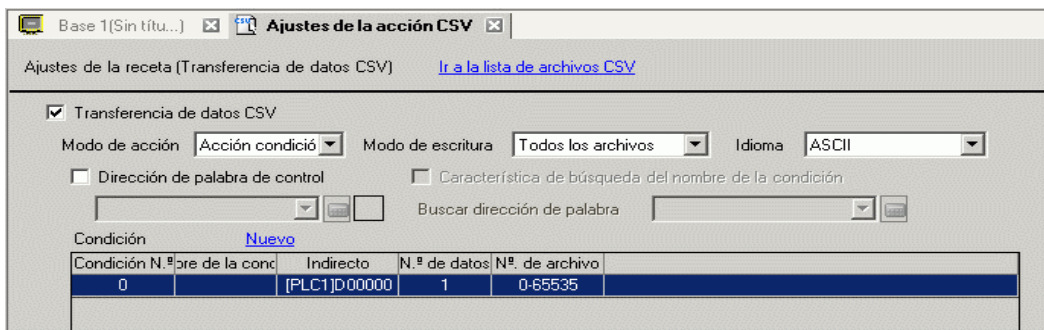 Base 1(Sin títu...) Ajustes de la acción CSV
Ajustes de la receta (Transferencia de datos CSV) Ir a la lista de archivos CSV
Transferencia de datos CSV
Modo de acción Acción condició Modo de escritura Todos los archivos Idioma ASCII
Dirección de palabra de control Característica de búsqueda del nombre de la condición
Buscar dirección de palabra
Condición Nuevo
Condición N.º bre de la conc Indirecto N.º de datos Nº. de archivo
0 [PLC1]D00000 1 0-65535